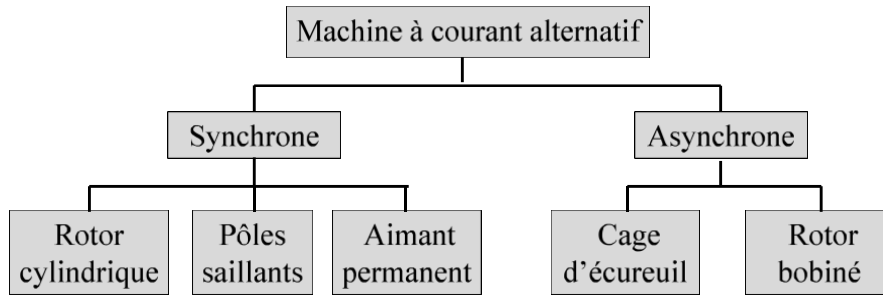 Machine à courant alternatif
Synchrone
Asynchrone
Rotor
cylindrique
Pôles
saillants
Aimant
permanent
Cage
d'écureuil
Rotor
bobiné